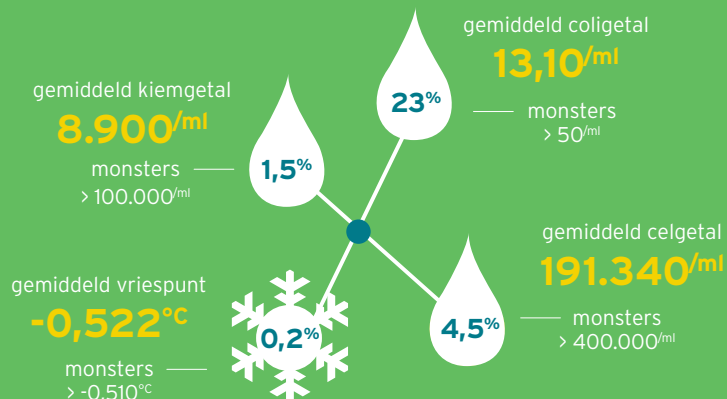 gemiddeld coligetal
13,10/ml
23%
monsters
> 50/ml
gemiddeld kiemgetal
8.900/ml
1,5%
monsters
> 100.000/ml
gemiddeld celgetal
191.340/ml
4,5%
monsters
> 400.000/ml
gemiddeld vriespunt
-0,522°C
0,2%
monsters
> -0,510°C